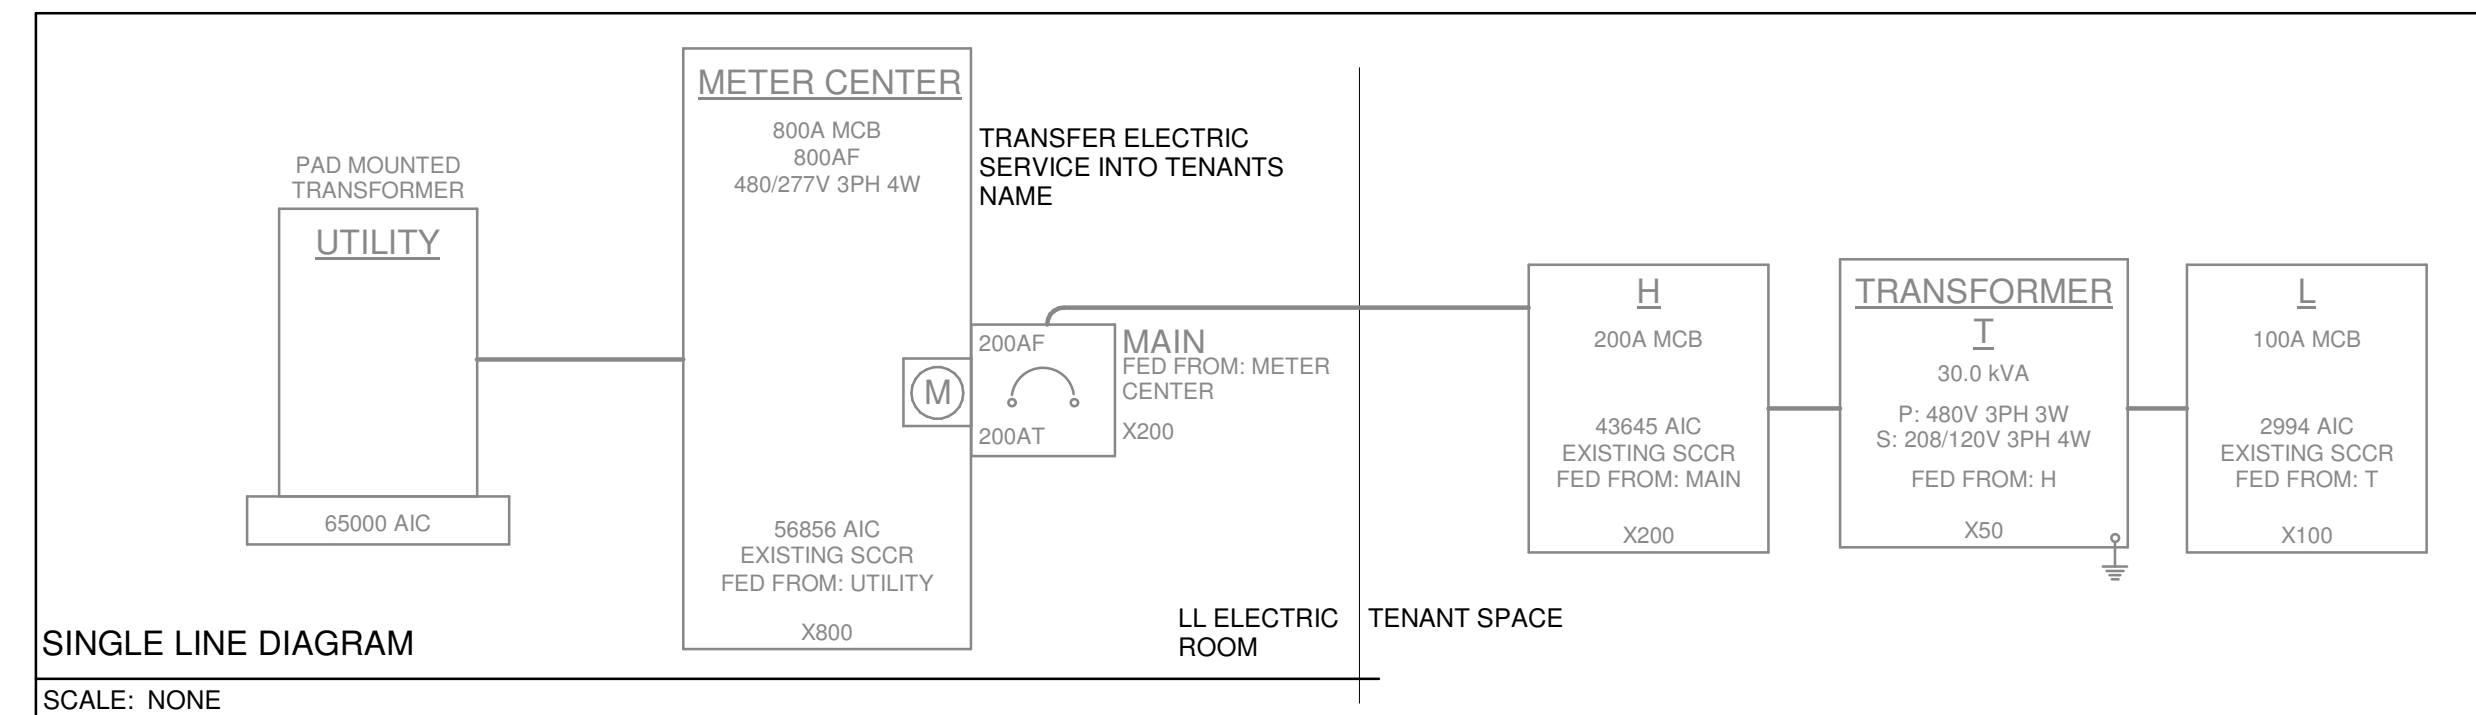 PAD MOUNTED
TRANSFORMER
UTILITY
65000 AIC
METER CENTER
800A MCB
800AF
480/277V 3PH 4W
56856 AIC
EXISTING SCCR
FED FROM: UTILITY
X800
TRANSFER ELECTRIC
SERVICE INTO TENANTS
NAME
M
200AF
200AT
MAIN
FED FROM: METER
CENTER
X200
H
200A MCB
43645 AIC
EXISTING SCCR
FED FROM: MAIN
X200
TRANSFORMER
T
30.0 kVA
P: 480V 3PH 3W
S: 208/120V 3PH 4W
FED FROM: H
X50
L
100A MCB
2994 AIC
EXISTING SCCR
FED FROM: T
X100
LL ELECTRIC
ROOM
TENANT SPACE
SINGLE LINE DIAGRAM
SCALE: NONE